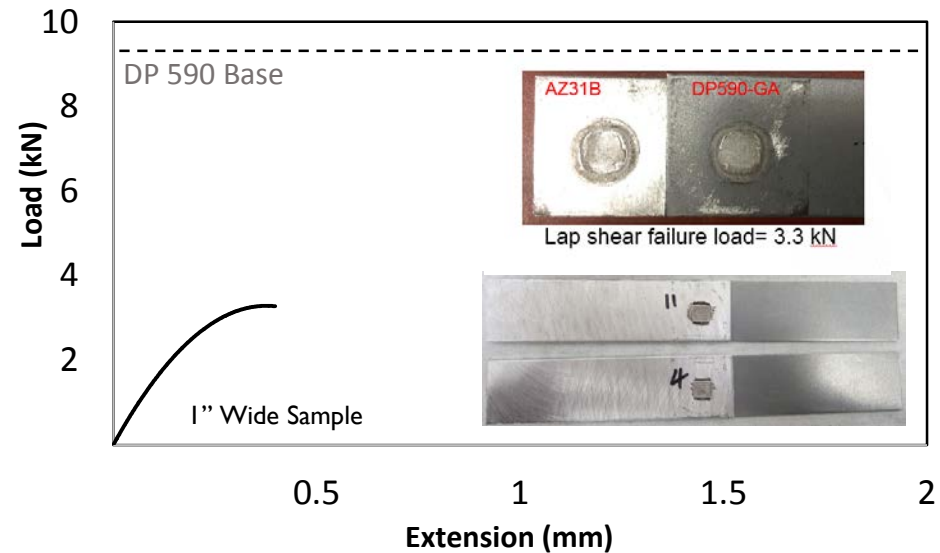 10
DP 590 Base
8
6
4
2
Load (kN)
AZ31B
DP590-GA
Lap shear failure load= 3.3 kN
11
4
1” Wide Sample
0.5
1
1.5
2
Extension (mm)